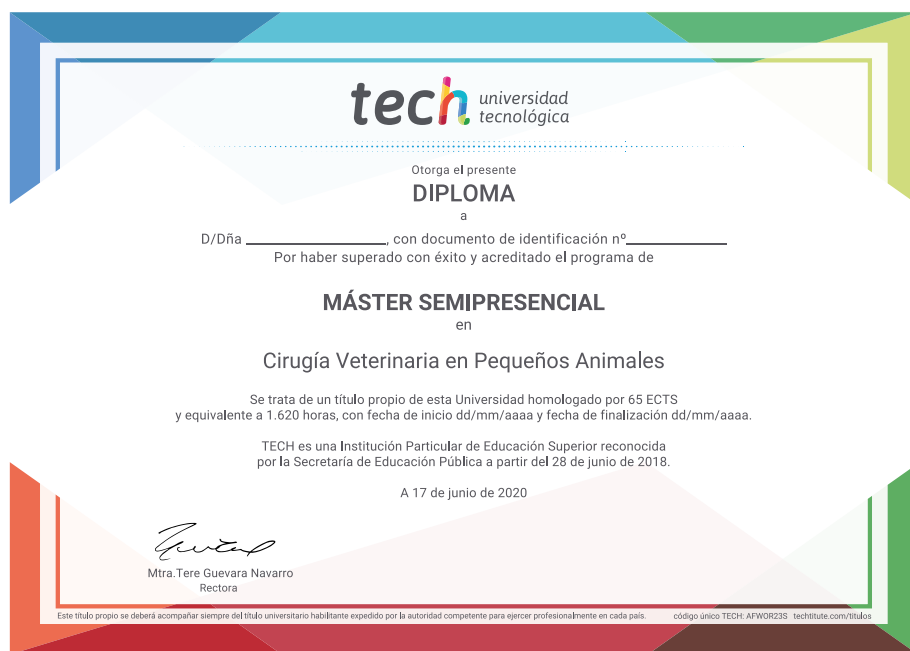 tech universidad
tecnológica
Otorga el presente
DIPLOMA
a
D/Dña ________________, con documento de identificación nº____________
Por haber superado con éxito y acreditado el programa de
MÁSTER SEMIPRESENCIAL
en
Cirugía Veterinaria en Pequeños Animales
Se trata de un título propio de esta Universidad homologado por 65 ECTS
y equivalente a 1.620 horas, con fecha de inicio dd/mm/aaaa y fecha de finalización dd/mm/aaaa.
TECH es una Institución Particular de Educación Superior reconocida
por la Secretaría de Educación Pública a partir del 28 de junio de 2018.
A 17 de junio de 2020
Mtra.Tere Guevara Navarro
Rectora
Este título propio se deberá acompañar siempre del título universitario habilitante expedido por la autoridad competente para ejercer profesionalmente en cada país. código único TECH: AFWOR23S techtitute.com/titulos